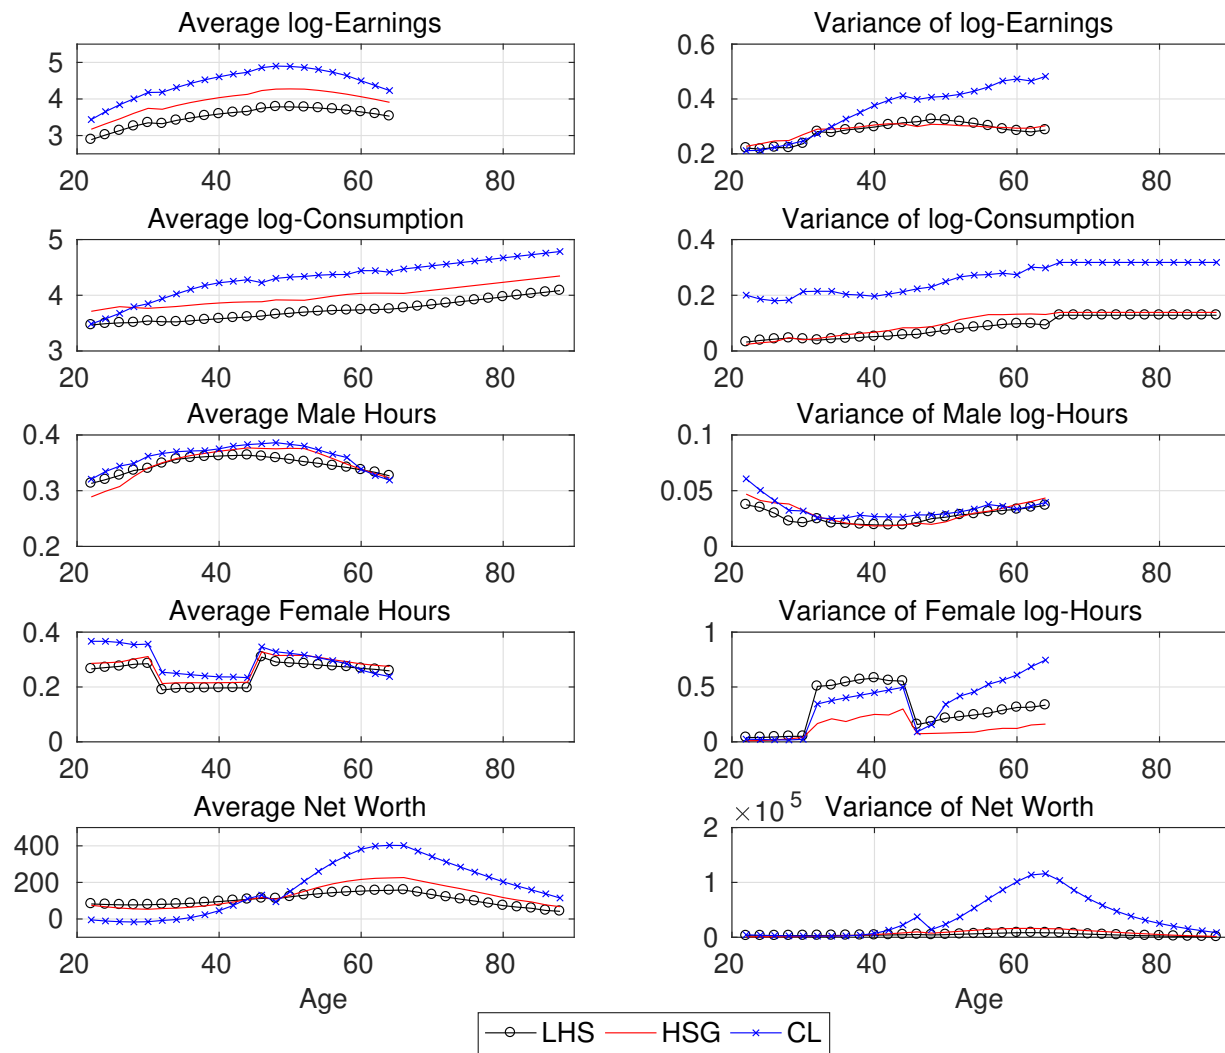 Average log-Earnings
5
4
3
20 40 60 80
Variance of log-Earnings
0.6
0.4
0.2
20 40 60 80
Average log-Consumption
5
4
3
20 40 60 80
Variance of log-Consumption
0.4
0.2
0
20 40 60 80
Average Male Hours
0.4
0.3
0.2
20 40 60 80
Variance of Male log-Hours
0.1
0.05
0
20 40 60 80
Average Female Hours
0.4
0.2
0
20 40 60 80
Variance of Female log-Hours
1
0.5
0
20 40 60 80
Average Net Worth
400
200
0
20 40 60 80
Age
×10^5 Variance of Net Worth
2
1
0
20 40 60 80
Age
LHS HSG CL